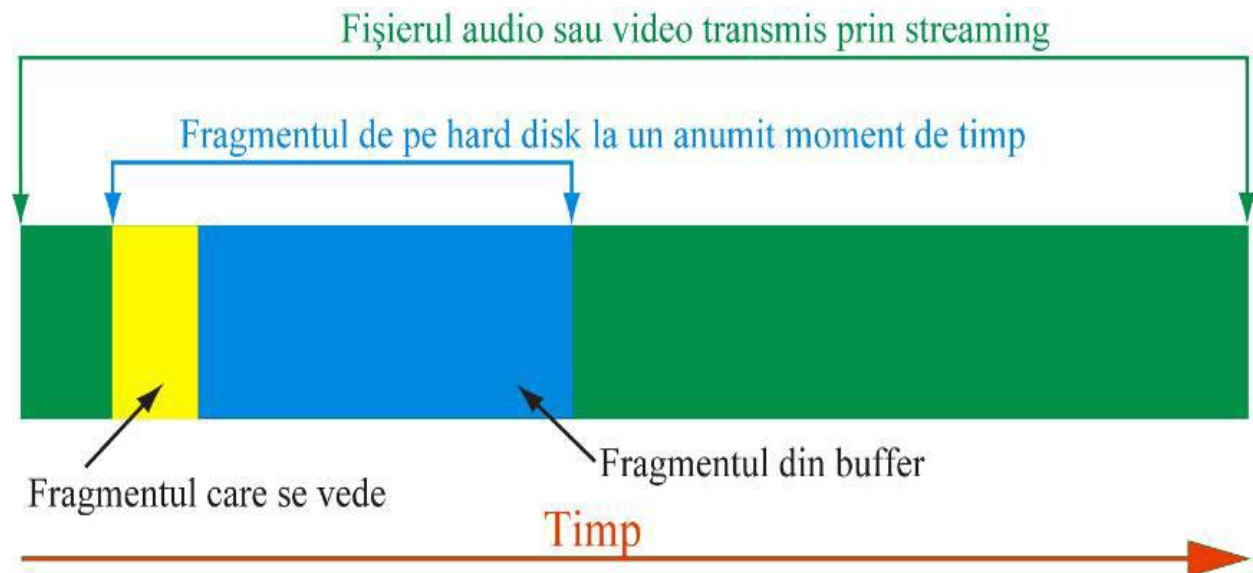 Fişierul audio sau video transmis prin streaming
Fragmentul de pe hard disk la un anumit moment de timp
Fragmentul din buffer
Fragmentul care se vede
Timp